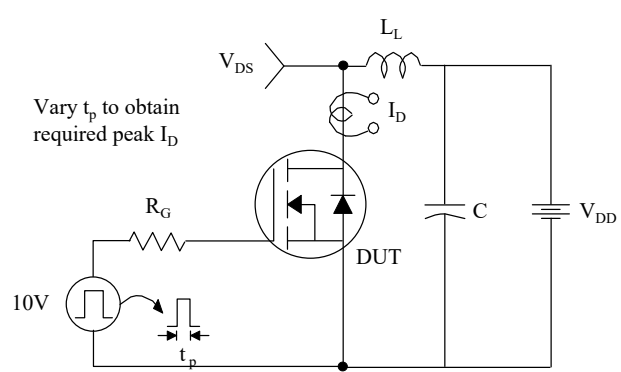 L_L
V_DS
Vary t_p to obtain
required peak I_D
I_D
R_G
C
V_DD
DUT
10V
t_p